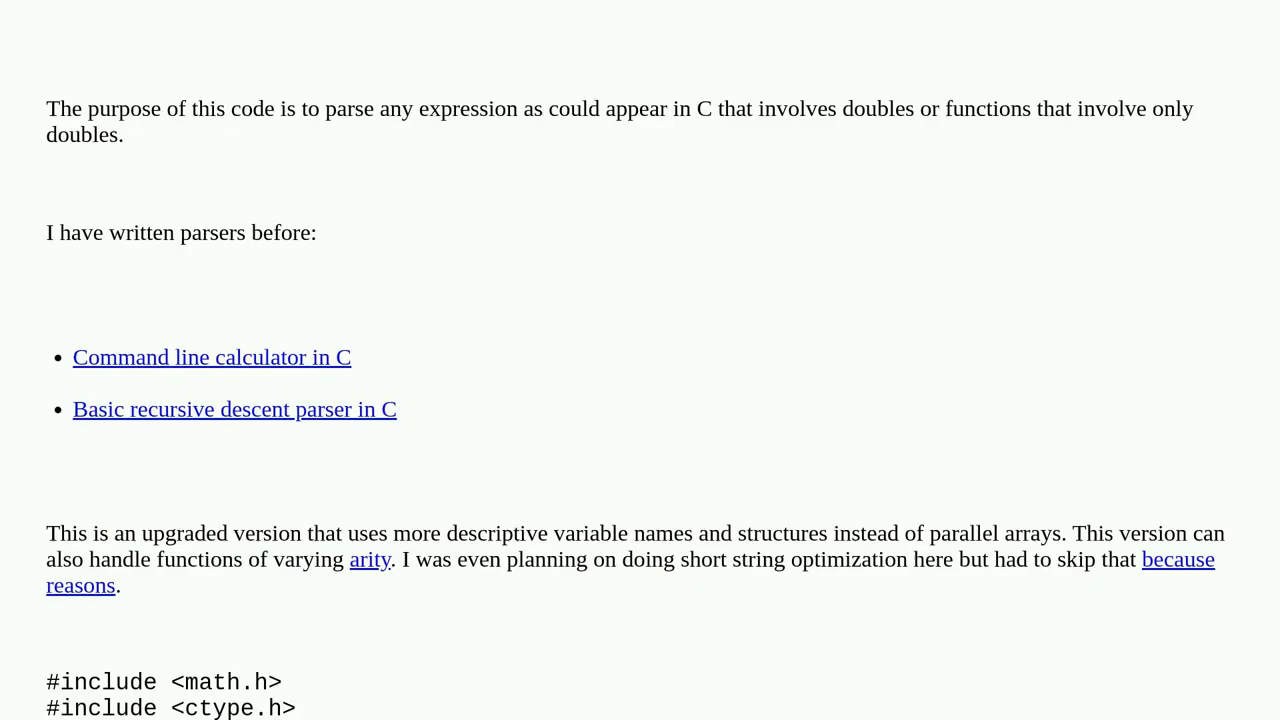 The purpose of this code is to parse any expression as could appear in C that involves doubles or functions that involve only
doubles.
I have written parsers before:
• Command line calculator in C
• Basic recursive descent parser in C
This is an upgraded version that uses more descriptive variable names and structures instead of parallel arrays. This version can
also handle functions of varying arity. I was even planning on doing short string optimization here but had to skip that because
reasons.
#include <math.h>
#include <ctype.h>